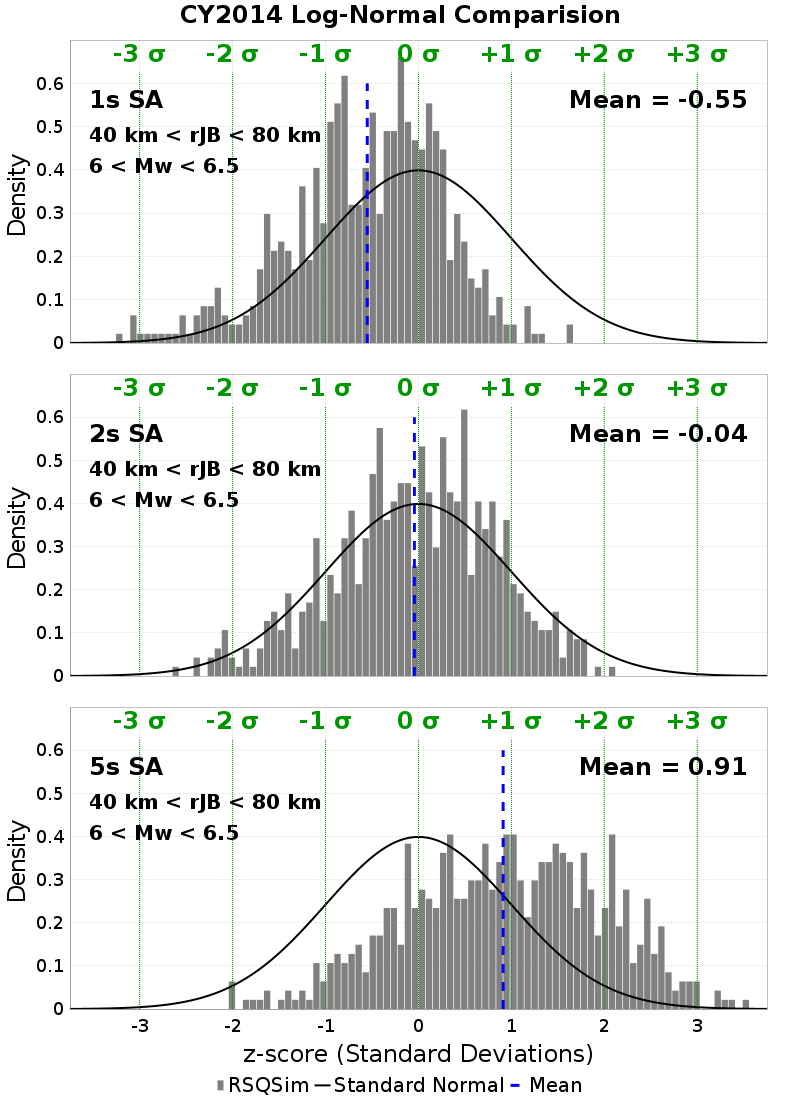 CY2014 Log-Normal Comparision
-3 σ -2 σ -1 σ 0 σ +1 σ +2 σ +3 σ
1s SA Mean = -0.55
40 km < rJB < 80 km
6 < Mw < 6.5
Density
0.6
0.5
0.4
0.3
0.2
0.1
0
-3 σ -2 σ -1 σ 0 σ +1 σ +2 σ +3 σ
2s SA Mean = -0.04
40 km < rJB < 80 km
6 < Mw < 6.5
Density
0.6
0.5
0.4
0.3
0.2
0.1
0
-3 σ -2 σ -1 σ 0 σ +1 σ +2 σ +3 σ
5s SA Mean = 0.91
40 km < rJB < 80 km
6 < Mw < 6.5
Density
0.6
0.5
0.4
0.3
0.2
0.1
0
-3 -2 -1 0 1 2 3
z-score (Standard Deviations)
RSQSim Standard Normal Mean